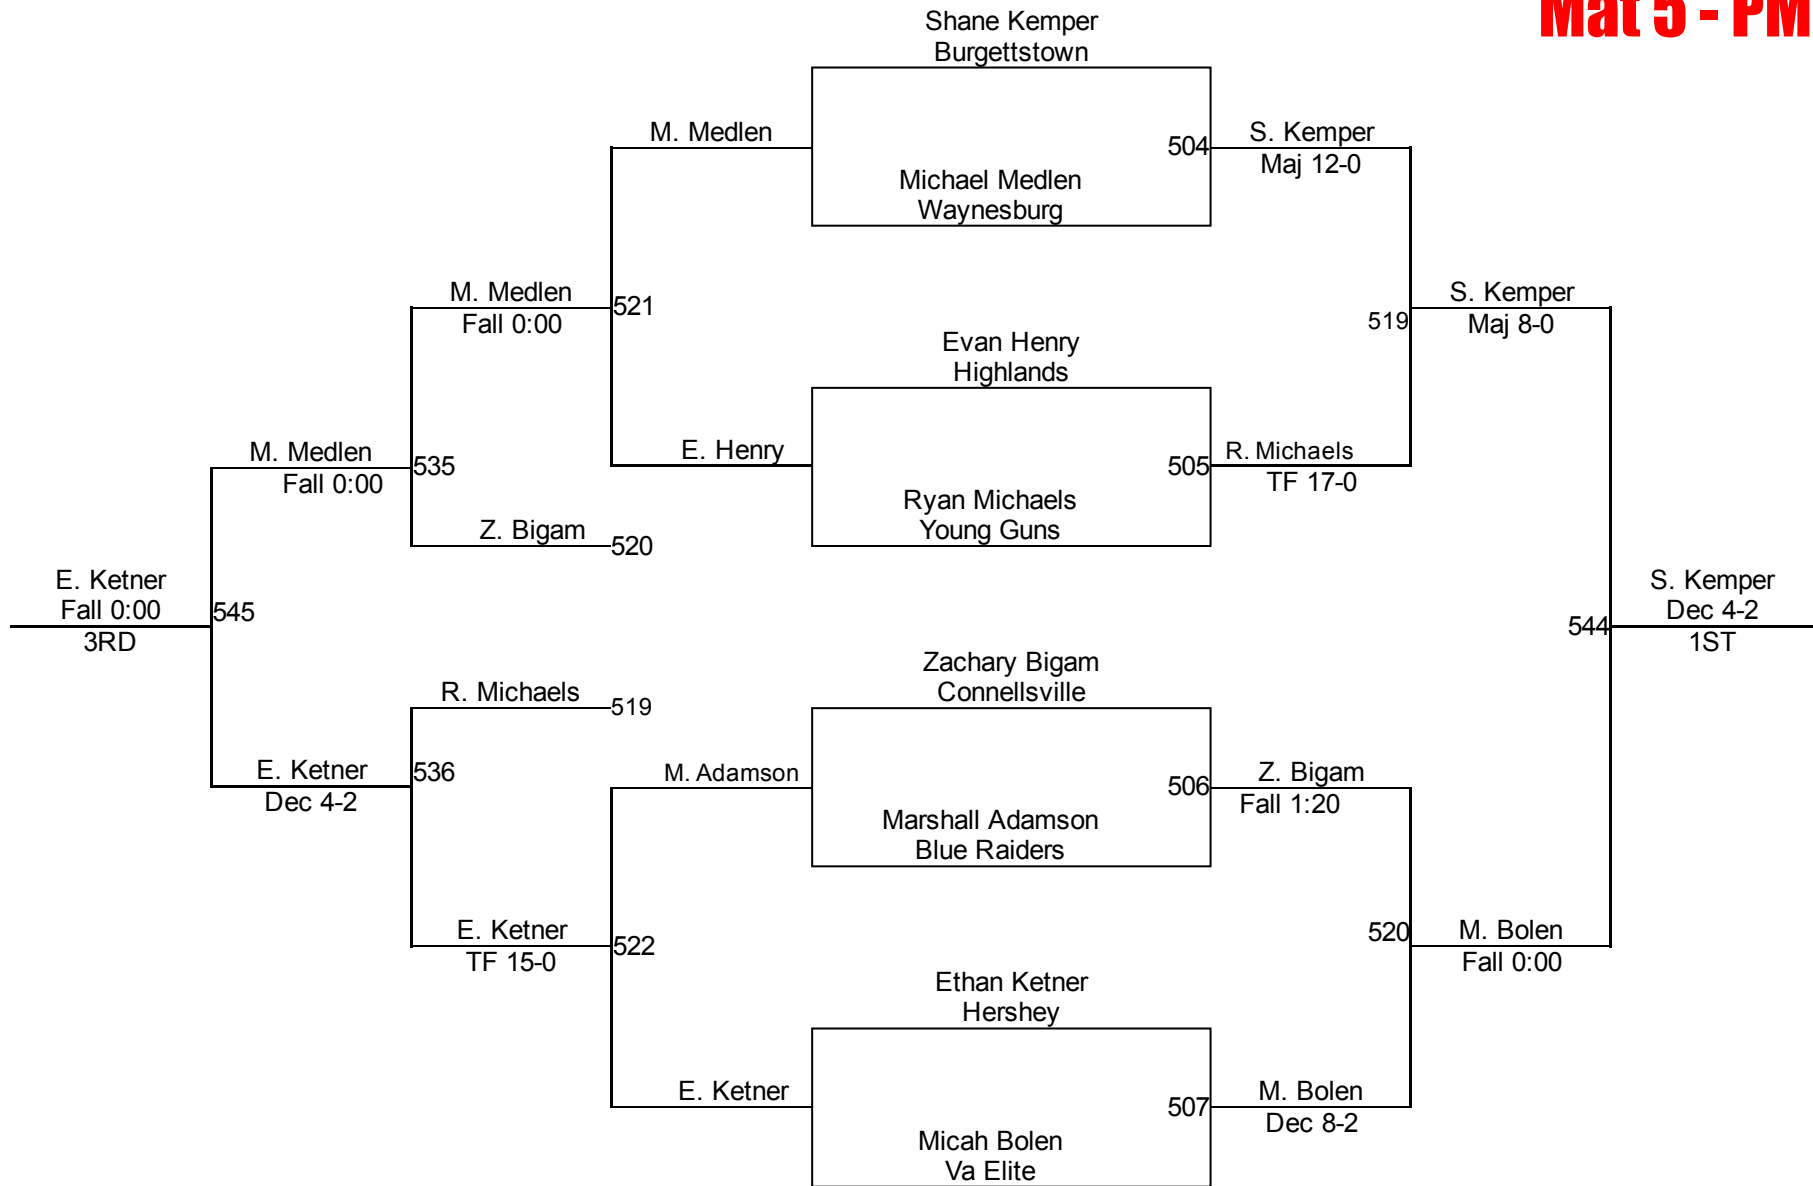 Mat 5 - PM
Shane Kemper
Burgettstown
M. Medlen
504
S. Kemper
Maj 12-0
Michael Medlen
Waynesburg
M. Medlen
Fall 0:00
521
519
S. Kemper
Maj 8-0
Evan Henry
Highlands
M. Medlen
Fall 0:00
535
E. Henry
505
R. Michaels
TF 17-0
Ryan Michaels
Young Guns
Z. Bigam
520
E. Ketner
Fall 0:00
3RD
545
544
S. Kemper
Dec 4-2
1ST
Zachary Bigam
Connellsville
R. Michaels
519
E. Ketner
Dec 4-2
536
M. Adamson
506
Z. Bigam
Fall 1:20
Marshall Adamson
Blue Raiders
E. Ketner
TF 15-0
522
520
M. Bolen
Fall 0:00
Ethan Ketner
Hershey
E. Ketner
507
M. Bolen
Dec 8-2
Micah Bolen
Va Elite